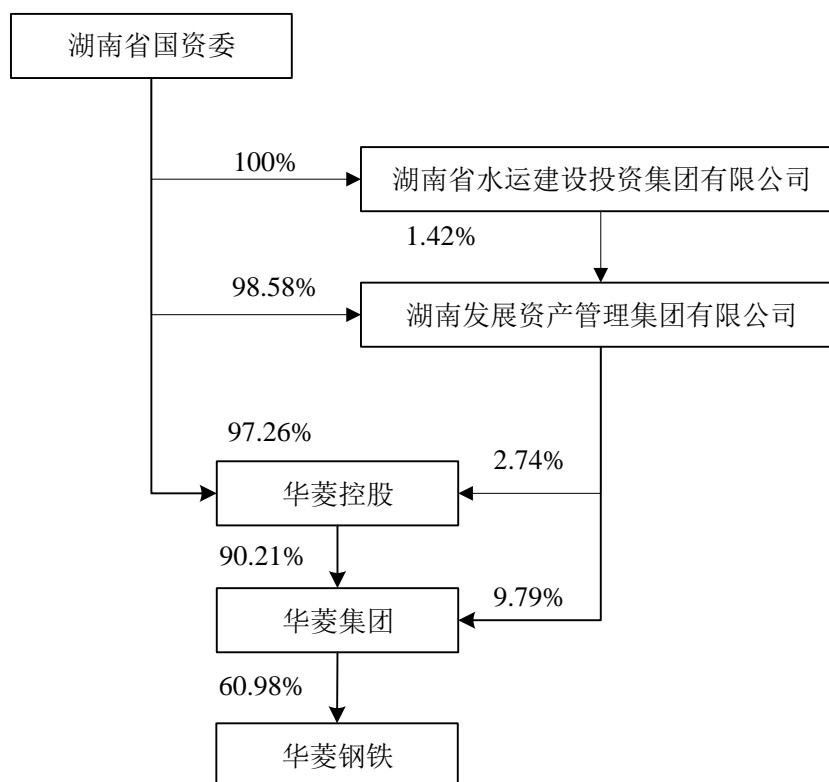 湖南省国资委
100%
湖南省水运建设投资集团有限公司
1.42%
98.58%
湖南发展资产管理集团有限公司
97.26%
2.74%
华菱控股
90.21%
9.79%
华菱集团
60.98%
华菱钢铁